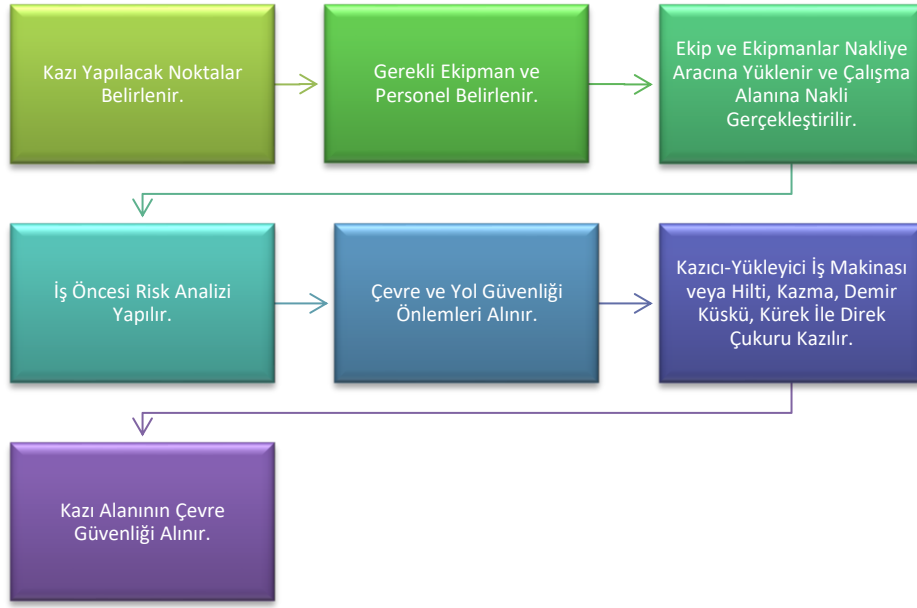 Kazı Yapılacak Noktalar
Belirlenir.
Gerekli Ekipman ve
Personel Belirlenir.
Ekip ve Ekipmanlar Nakliye
Aracına Yüklenir ve Çalışma
Alanına Nakli
Gerçekleştirilir.
İş Öncesi Risk Analizi
Yapılır.
Çevre ve Yol Güvenliği
Önlemleri Alınır.
Kazıcı-Yükleyici İş Makinası
veya Hilti, Kazma, Demir
Küskü, Kürek İle Direk
Çukuru Kazılır.
Kazı Alanının Çevre
Güvenliği Alınır.